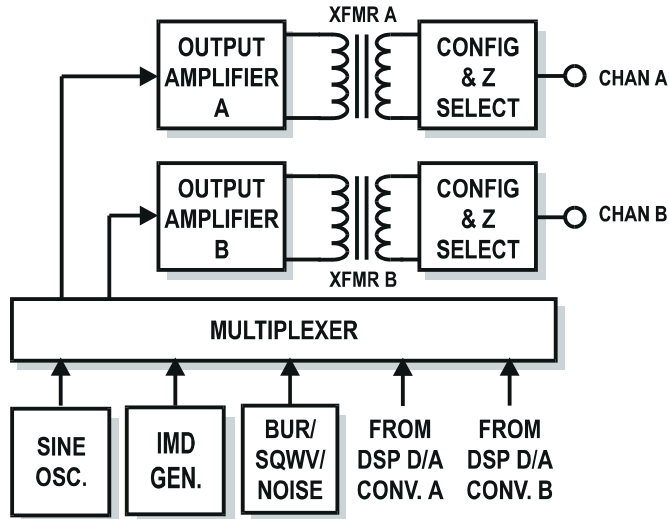 XFMR A
OUTPUT
AMPLIFIER
A
CONFIG
& Z
SELECT
CHAN A
OUTPUT
AMPLIFIER
B
CONFIG
& Z
SELECT
CHAN B
XFMR B
MULTIPLEXER
SINE
OSC.
IMD
GEN.
BUR/
SQWV/
NOISE
FROM
DSP D/A
CONV. A
FROM
DSP D/A
CONV. B